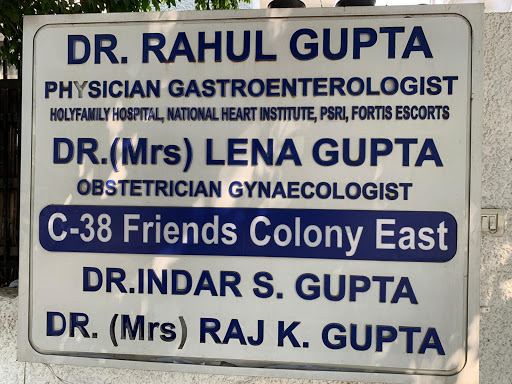 DR. RAHUL GUPTA
PHYSICIAN GASTROENTEROLOGIST
HOLYFAMILY HOSPITAL, NATIONAL HEART INSTITUTE, PSRI, FORTIS ESCORTS
DR.(Mrs) LENA GUPTA
OBSTETRICIAN GYNAECOLOGIST
C-38 Friends Colony East
DR.INDAR S. GUPTA
DR. (Mrs) RAJ K. GUPTA